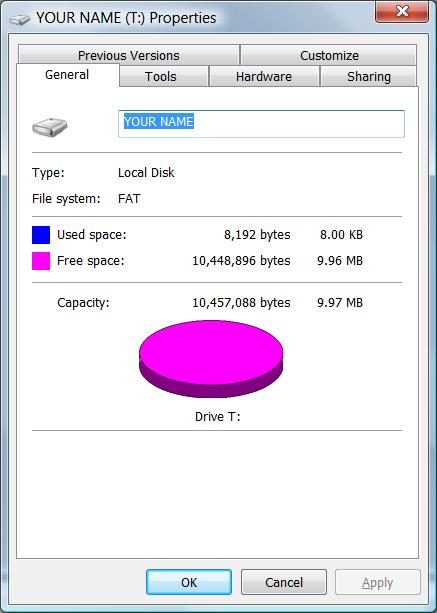 YOUR NAME (T:) Properties
Previous Versions Customize
General Tools Hardware Sharing
YOUR NAME
Type: Local Disk
File system: FAT
Used space: 8,192 bytes 8.00 KB
Free space: 10,448,896 bytes 9.96 MB
Capacity: 10,457,088 bytes 9.97 MB
Drive T:
OK Cancel Apply